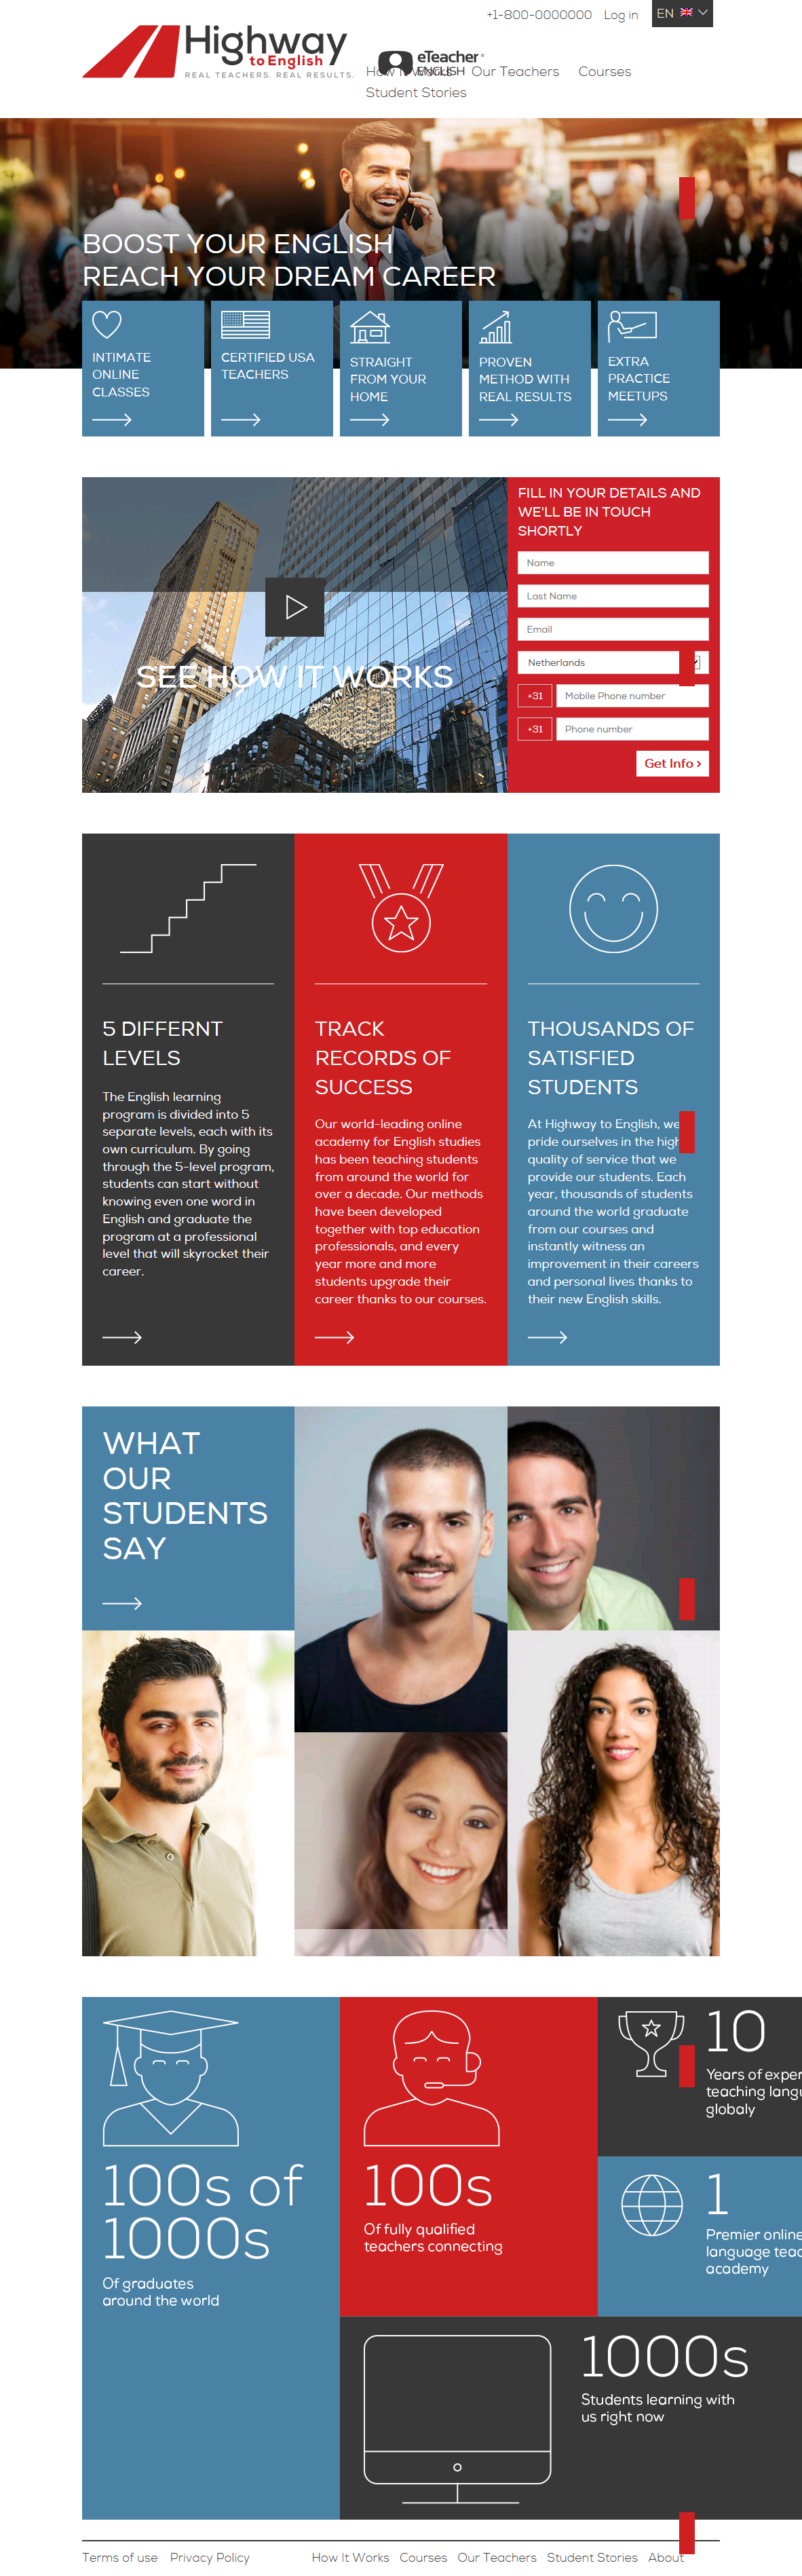 +1-800-0000000 Log in EN
Highway
to English
REAL TEACHERS. REAL RESULTS.
eTeacher
ENGLISH
How It Works Our Teachers Courses
Student Stories
BOOST YOUR ENGLISH
REACH YOUR DREAM CAREER
INTIMATE
ONLINE
CLASSES
CERTIFIED USA
TEACHERS
STRAIGHT
FROM YOUR
HOME
PROVEN
METHOD WITH
REAL RESULTS
EXTRA
PRACTICE
MEETUPS
SEE HOW IT WORKS
FILL IN YOUR DETAILS AND
WE'LL BE IN TOUCH
SHORTLY
Name
Last Name
Email
Netherlands
+31 Mobile Phone number
+31 Phone number
Get Info >
5 DIFFERNT
LEVELS
The English learning
program is divided into 5
separate levels, each with its
own curriculum. By going
through the 5-level program,
students can start without
knowing even one word in
English and graduate the
program at a professional
level that will skyrocket their
career.
TRACK
RECORDS OF
SUCCESS
Our world-leading online
academy for English studies
has been teaching students
from around the world for
over a decade. Our methods
have been developed
together with top education
professionals, and every
year more and more
students upgrade their
career thanks to our courses.
THOUSANDS OF
SATISFIED
STUDENTS
At Highway to English, we
pride ourselves in the high
quality of service that we
provide our students. Each
year, thousands of students
around the world graduate
from our courses and
instantly witness an
improvement in their careers
and personal lives thanks to
their new English skills.
WHAT
OUR
STUDENTS
SAY
100s of
1000s
Of graduates
around the world
100s
Of fully qualified
teachers connecting
10
Years of exper
teaching langu
globaly
1
Premier online
language teac
academy
1000s
Students learning with
us right now
Terms of use Privacy Policy How It Works Courses Our Teachers Student Stories About